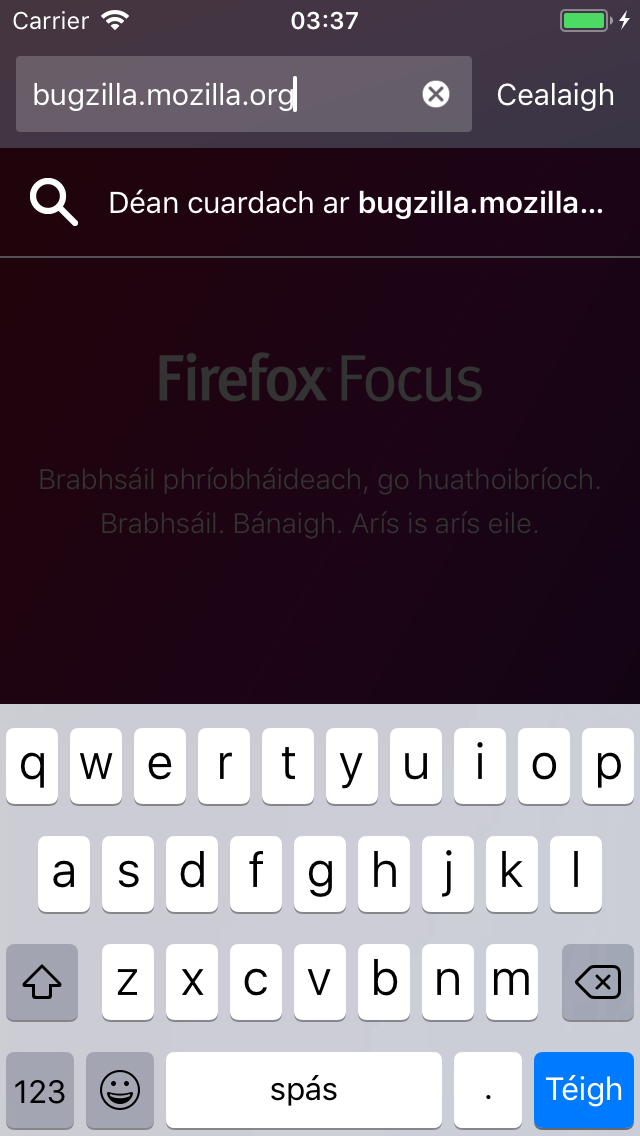 Carrier 03:37
bugzilla.mozilla.org Cealaigh
Déan cuardach ar bugzilla.mozilla...
Firefox Focus
Brabhsáil phríobháideach, go huathoibríoch.
Brabhsáil. Bánaigh. Arís is arís eile.
q w e r t y u i o p
a s d f g h j k l
z x c v b n m
123 spás . Téigh